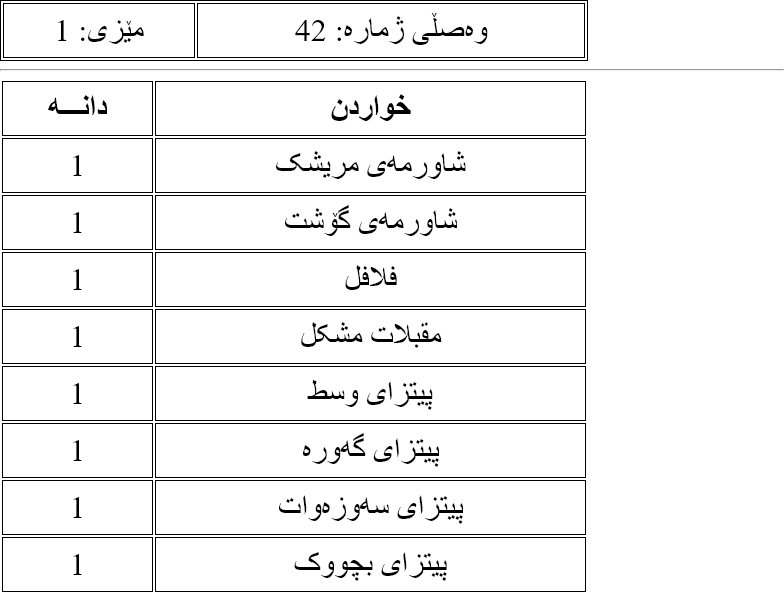 وەصڵی ژمارە: 42 مێزی: 1
خواردن دانـــە
شاورمەی مریشک 1
شاورمەی گۆشت 1
فلافل 1
مقبلات مشکل 1
پیتزای وسط 1
پیتزای گەورە 1
پیتزای سەوزەوات 1
پیتزای بچووک 1